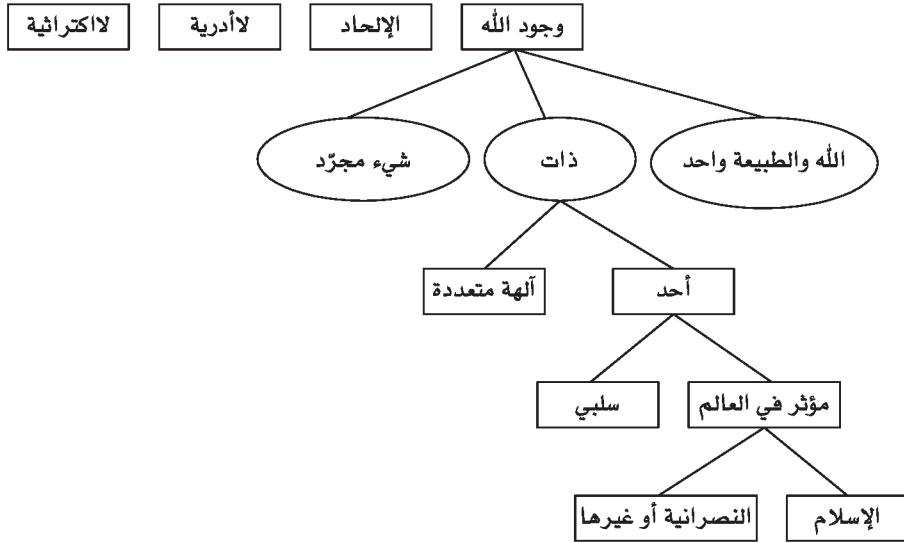 وجود الله
الإلحاد
لاأدرية
لااكتراثية
الله والطبيعة واحد
ذات
شيء مجرّد
أحد
آلهة متعددة
مؤثر في العالم
سلبي
الإسلام
النصرانية أو غيرها